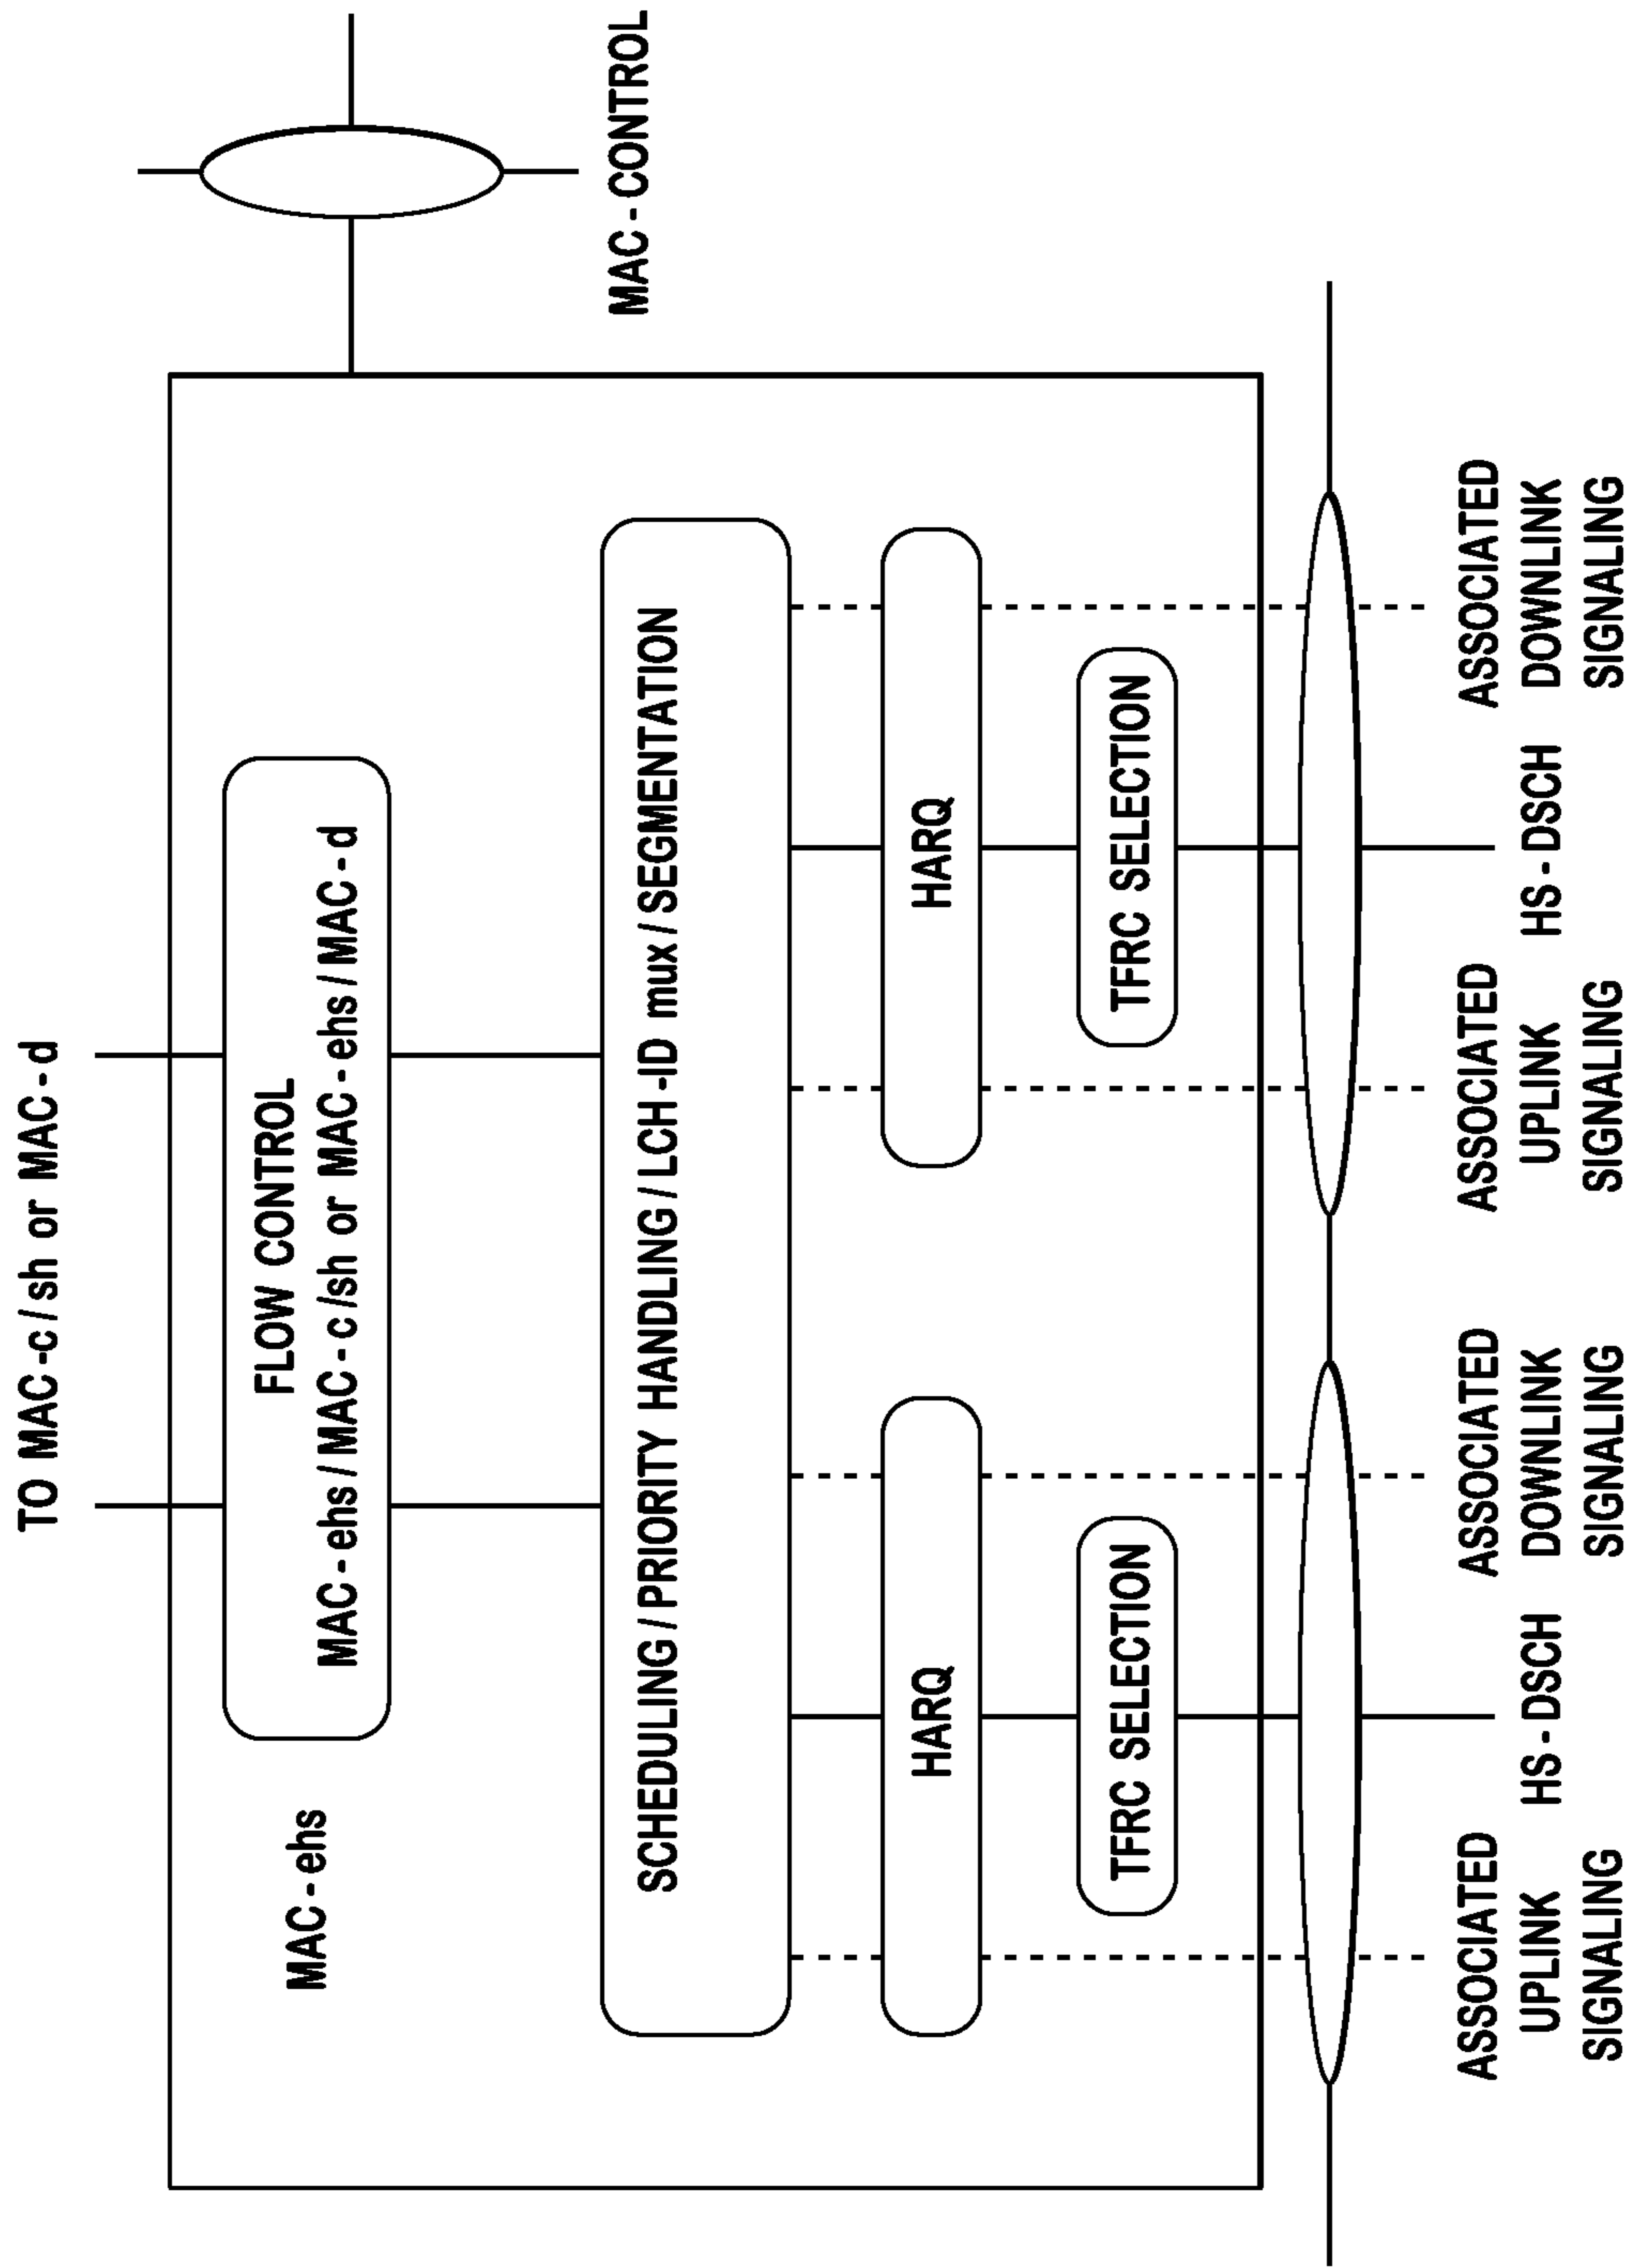 TO MAC-c/sh or MAC-d
MAC-CONTROL
MAC-ehs
FLOW CONTROL
MAC-ehs/MAC-c/sh or MAC-ehs/MAC-d
SCHEDULING/PRIORITY HANDLING/LCH-ID mux/SEGMENTATION
HARQ
HARQ
TFRC SELECTION
TFRC SELECTION
ASSOCIATED
UPLINK
SIGNALING
HS-DSCH
ASSOCIATED
DOWNLINK
SIGNALING
ASSOCIATED
UPLINK
SIGNALING
HS-DSCH
ASSOCIATED
DOWNLINK
SIGNALING